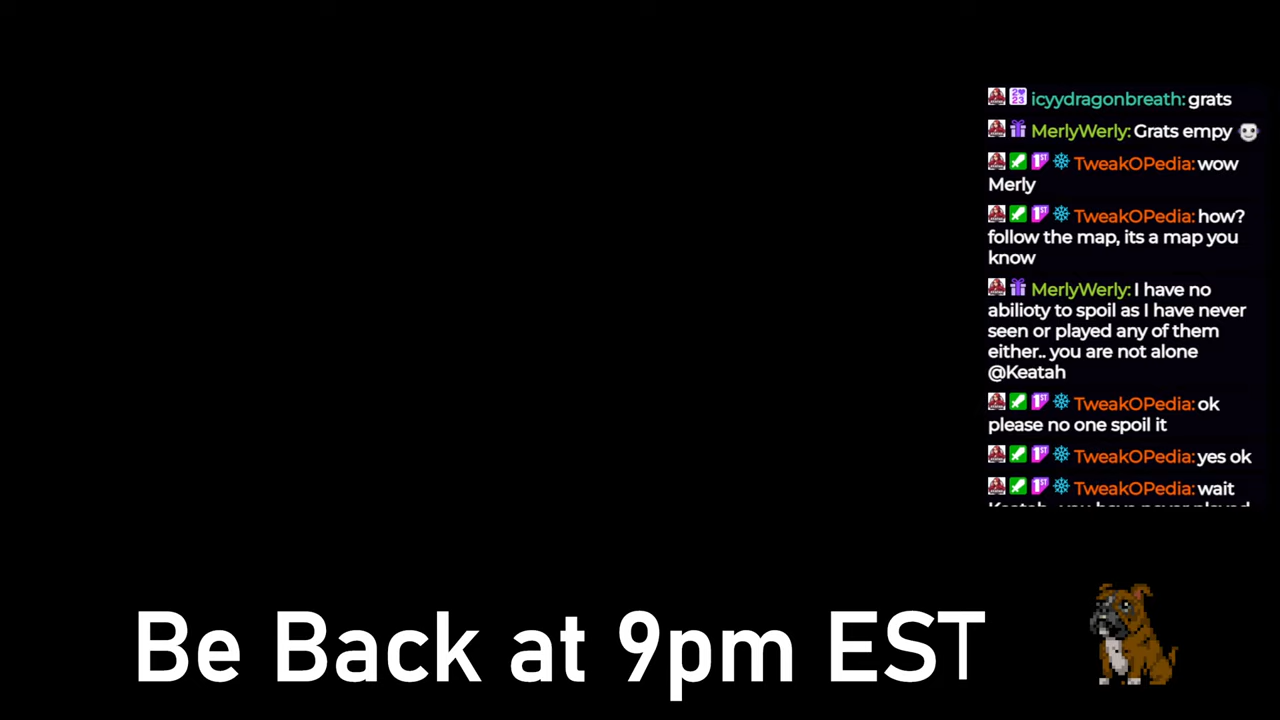 icyydragonbreath: grats
MerlyWerly: Grats empy
TweakOPedia: wow
Merly
TweakOPedia: how?
follow the map, its a map you
know
MerlyWerly: I have no
abilioty to spoil as I have never
seen or played any of them
either.. you are not alone
@Keatah
TweakOPedia: ok
please no one spoil it
TweakOPedia: yes ok
TweakOPedia: wait
Be Back at 9pm EST